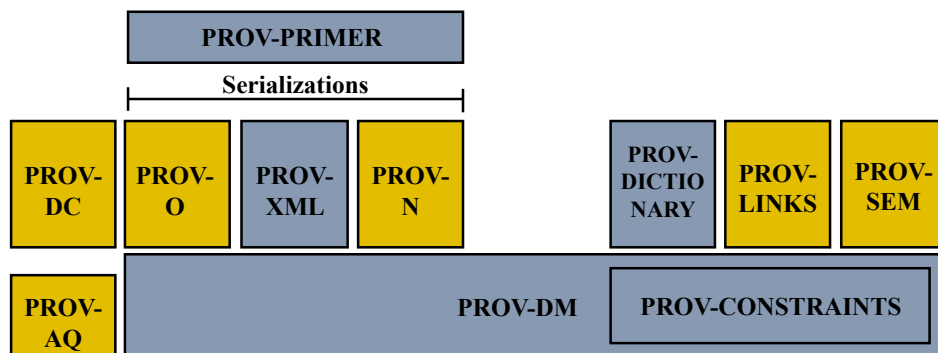 PROV-PRIMER
Serializations
PROV-
DC
PROV-
O
PROV-
XML
PROV-
N
PROV-
DICTIO
NARY
PROV-
LINKS
PROV-
SEM
PROV-
AQ
PROV-DM
PROV-CONSTRAINTS